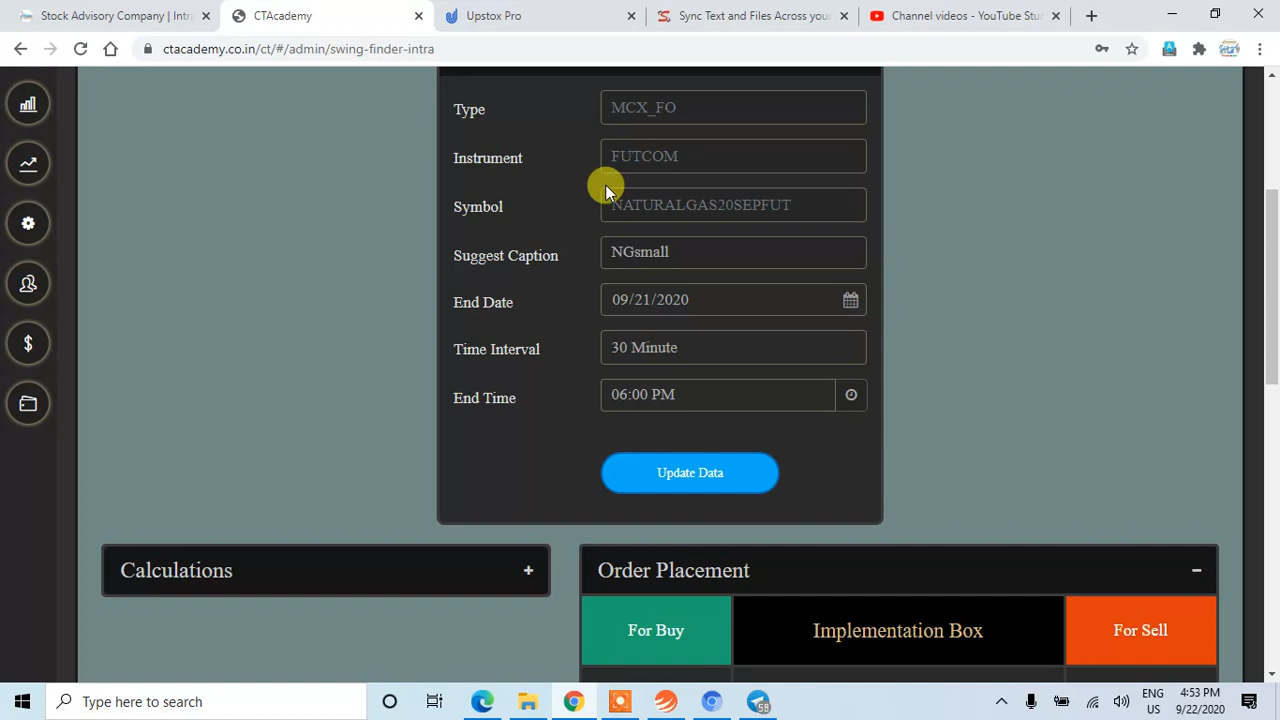 Stock Advisory Company | Intra
CTAcademy
Upstox Pro
Sync Text and Files Across your
Channel videos - YouTube Stu
ctacademy.co.in/ct/#/admin/swing-finder-intra
Type MCX_FO
Instrument FUTCOM
Symbol NATURALGAS20SEPFUT
Suggest Caption NGsmall
End Date 09/21/2020
Time Interval 30 Minute
End Time 06:00 PM
Update Data
Calculations +
Order Placement −
For Buy Implementation Box For Sell
Type here to search
58
ENG
US
4:53 PM
9/22/2020